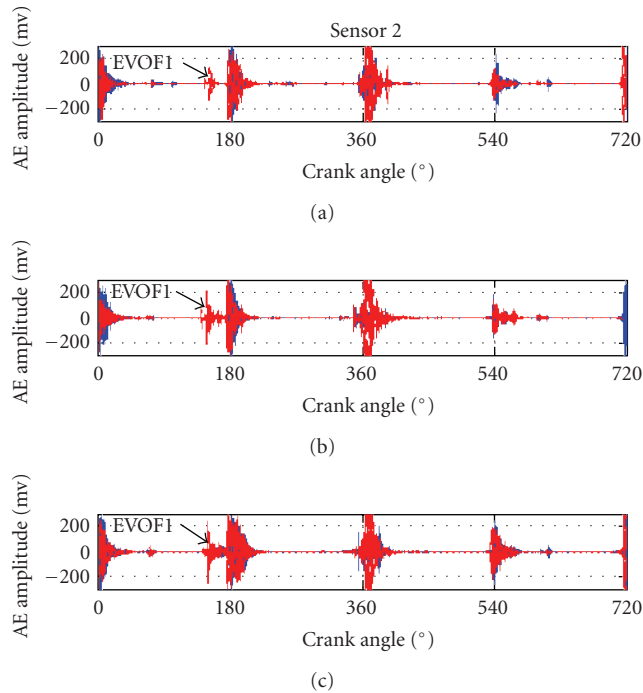 Sensor 2
AE amplitude (mv)
200
0
−200
EVOF1
0 180 360 540 720
Crank angle (°)
(a)
AE amplitude (mv)
200
0
−200
EVOF1
0 180 360 540 720
Crank angle (°)
(b)
AE amplitude (mv)
200
0
−200
EVOF1
0 180 360 540 720
Crank angle (°)
(c)